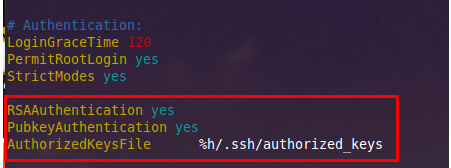 # Authentication:
LoginGraceTime 120
PermitRootLogin yes
StrictModes yes
RSAAuthentication yes
PubkeyAuthentication yes
AuthorizedKeysFile %h/.ssh/authorized_keys